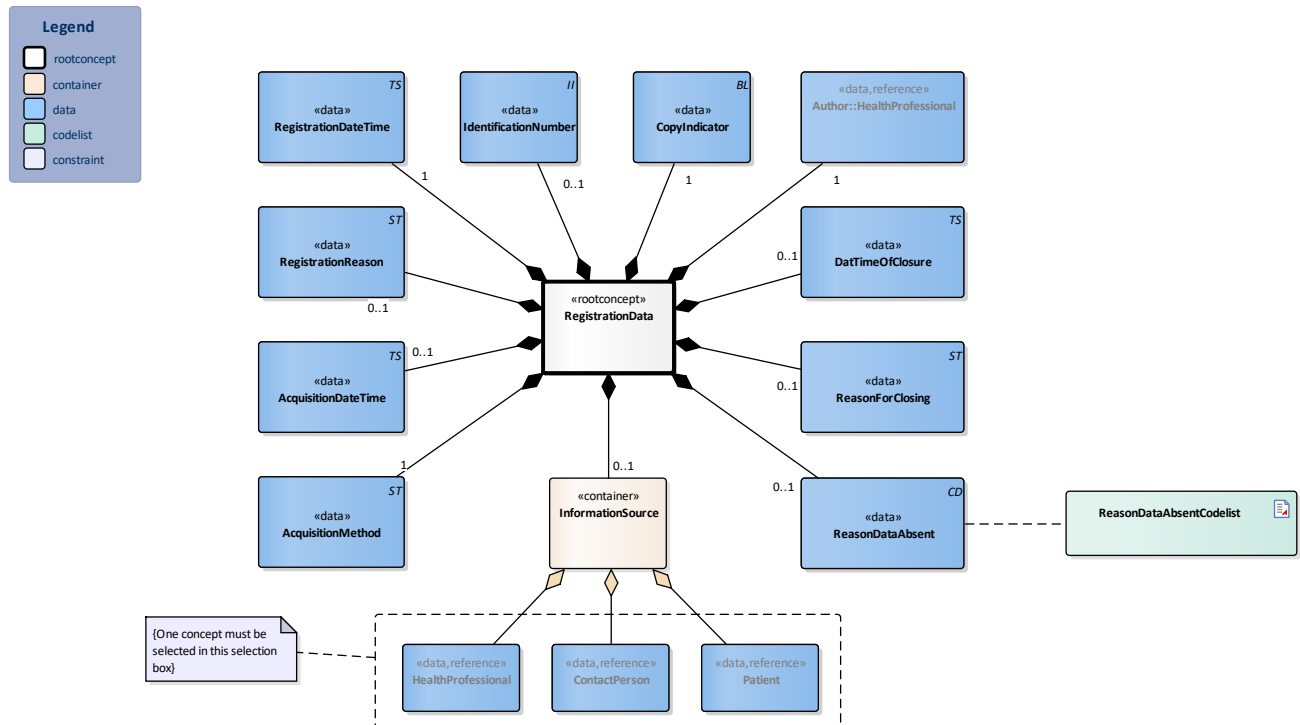 Legend
rootconcept
container
data
codelist
constraint
TS
«data»
RegistrationDateTime
II
«data»
IdentificationNumber
BL
«data»
CopyIndicator
«data,reference»
Author::HealthProfessional
1
0..1
1
1
ST
«data»
RegistrationReason
0..1
TS
«data»
DatTimeOfClosure
0..1
«rootconcept»
RegistrationData
TS
«data»
AcquisitionDateTime
0..1
ST
«data»
ReasonForClosing
0..1
ST
«data»
AcquisitionMethod
1
«container»
InformationSource
0..1
CD
«data»
ReasonDataAbsent
0..1
ReasonDataAbsentCodelist
{One concept must be
selected in this selection
box}
«data,reference»
HealthProfessional
«data,reference»
ContactPerson
«data,reference»
Patient